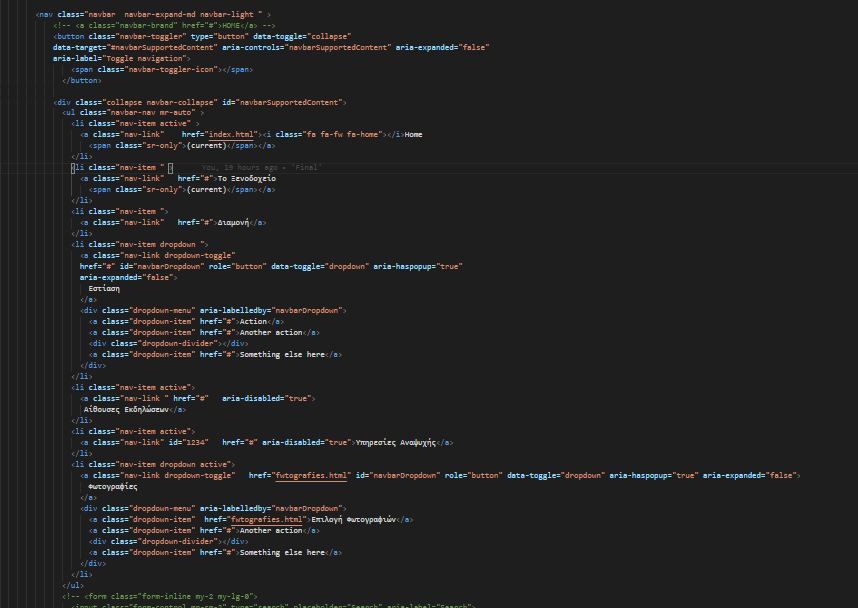 <nav class="navbar  navbar-expand-md navbar-light " >
<!-- <a class="navbar-brand" href="#">HOME</a> -->
<button class="navbar-toggler" type="button" data-toggle="collapse"
data-target="#navbarSupportedContent" aria-controls="navbarSupportedContent" aria-expanded="false"
aria-label="Toggle navigation">
<span class="navbar-toggler-icon"></span>
</button>
<div class="collapse navbar-collapse" id="navbarSupportedContent">
<ul class="navbar-nav mr-auto" >
<li class="nav-item active" >
<a class="nav-link"    href="index.html"><i class="fa fa-fw fa-home"></i>Home
<span class="sr-only">(current)</span></a>
</li>
<li class="nav-item " > You, 19 hours ago • 'Final'
<a class="nav-link"   href="#">Το Ξενοδοχείο
<span class="sr-only">(current)</span></a>
</li>
<li class="nav-item ">
<a class="nav-link"   href="#">Διαμονή</a>
</li>
<li class="nav-item dropdown ">
<a class="nav-link dropdown-toggle"
href="#" id="navbarDropdown" role="button" data-toggle="dropdown" aria-haspopup="true"
aria-expanded="false">
Εστίαση
</a>
<div class="dropdown-menu" aria-labelledby="navbarDropdown">
<a class="dropdown-item" href="#">Action</a>
<a class="dropdown-item" href="#">Another action</a>
<div class="dropdown-divider"></div>
<a class="dropdown-item" href="#">Something else here</a>
</div>
</li>
<li class="nav-item active">
<a class="nav-link " href="#"   aria-disabled="true">
Αίθουσες Εκδηλώσεων</a>
</li>
<li class="nav-item active">
<a class="nav-link" id="1234"   href="#" aria-disabled="true">Υπηρεσίες Αναψυχής</a>
</li>
<li class="nav-item dropdown active">
<a class="nav-link dropdown-toggle"   href="fwtografies.html" id="navbarDropdown" role="button" data-toggle="dropdown" aria-haspopup="true" aria-expanded="false">
Φωτογραφίες
</a>
<div class="dropdown-menu" aria-labelledby="navbarDropdown">
<a class="dropdown-item"  href="fwtografies.html">Επιλογή Φωτογραφιών</a>
<a class="dropdown-item" href="#">Another action</a>
<div class="dropdown-divider"></div>
<a class="dropdown-item" href="#">Something else here</a>
</div>
</li>
</ul>
<!-- <form class="form-inline my-2 my-lg-0">
<input class="form-control mr-sm-2" type="search" placeholder="Search" aria-label="Search">